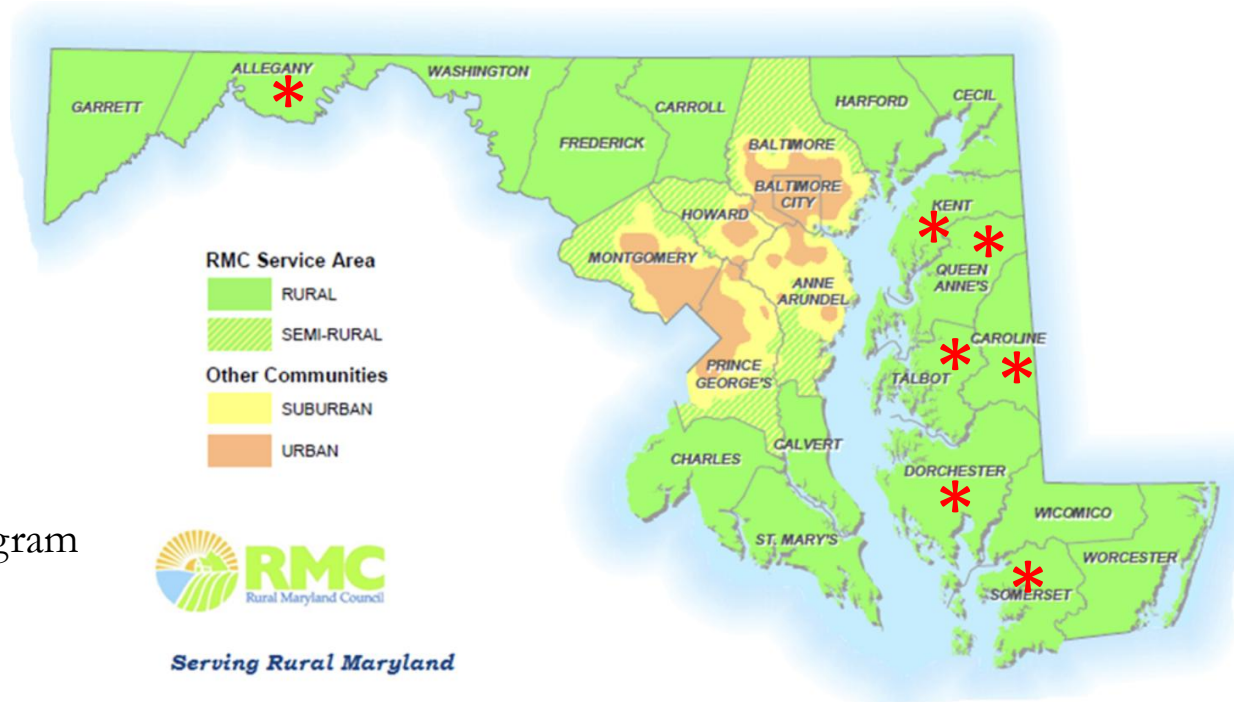 GARRETT
ALLEGANY
*
WASHINGTON
FREDERICK
CARROLL
BALTIMORE
BALTIMORE
CITY
HARFORD
CECIL
HOWARD
MONTGOMERY
ANNE
ARUNDEL
PRINCE
GEORGE'S
KENT
*
*
QUEEN
ANNE'S
CAROLINE
*
*
TALBOT
CHARLES
CALVERT
ST. MARY'S
DORCHESTER
*
WICOMICO
WORCESTER
*
SOMERSET
RMC Service Area
RURAL
SEMI-RURAL
Other Communities
SUBURBAN
URBAN
gram
RMC
Rural Maryland Council
Serving Rural Maryland